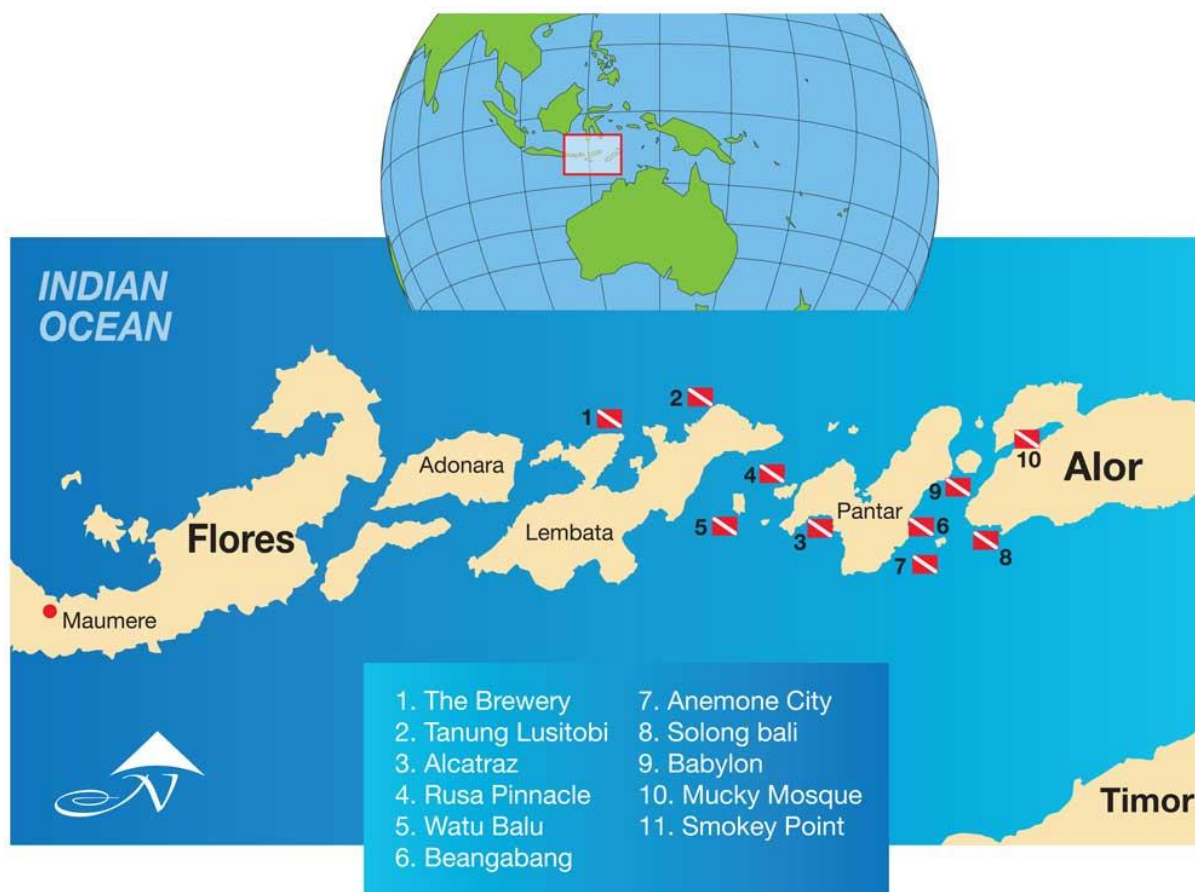 INDIAN
OCEAN
2
1
Adonara
4
10
Alor
9
Flores
Lembata
5
Pantar
3
6
8
7
Maumere
1. The Brewery
2. Tanung Lusitobi
3. Alcatraz
4. Rusa Pinnacle
5. Watu Balu
6. Beangabang
7. Anemone City
8. Solong bali
9. Babylon
10. Mucky Mosque
11. Smokey Point
N
Timor